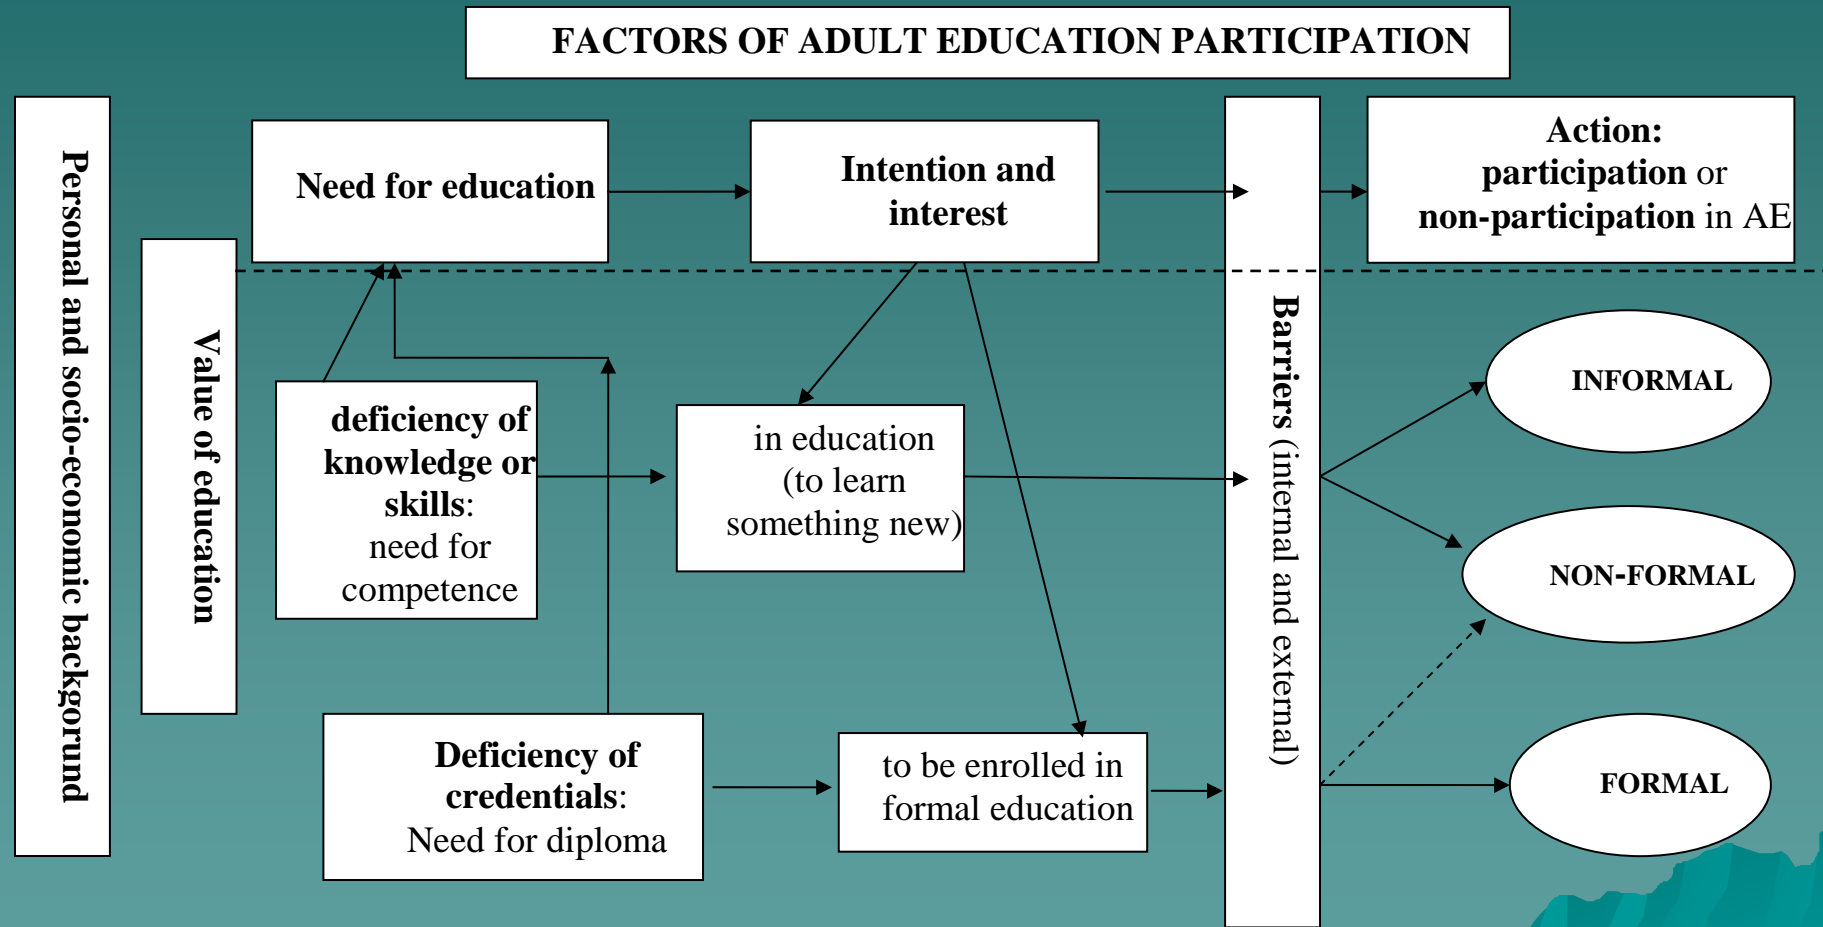 FACTORS OF ADULT EDUCATION PARTICIPATION
Personal and socio-economic backgorund
Value of education
Need for education
Intention and
interest
Barriers (internal and external)
Action:
participation or
non-participation in AE
deficiency of
knowledge or
skills:
need for
competence
in education
(to learn
something new)
INFORMAL
NON-FORMAL
Deficiency of
credentials:
Need for diploma
to be enrolled in
formal education
FORMAL